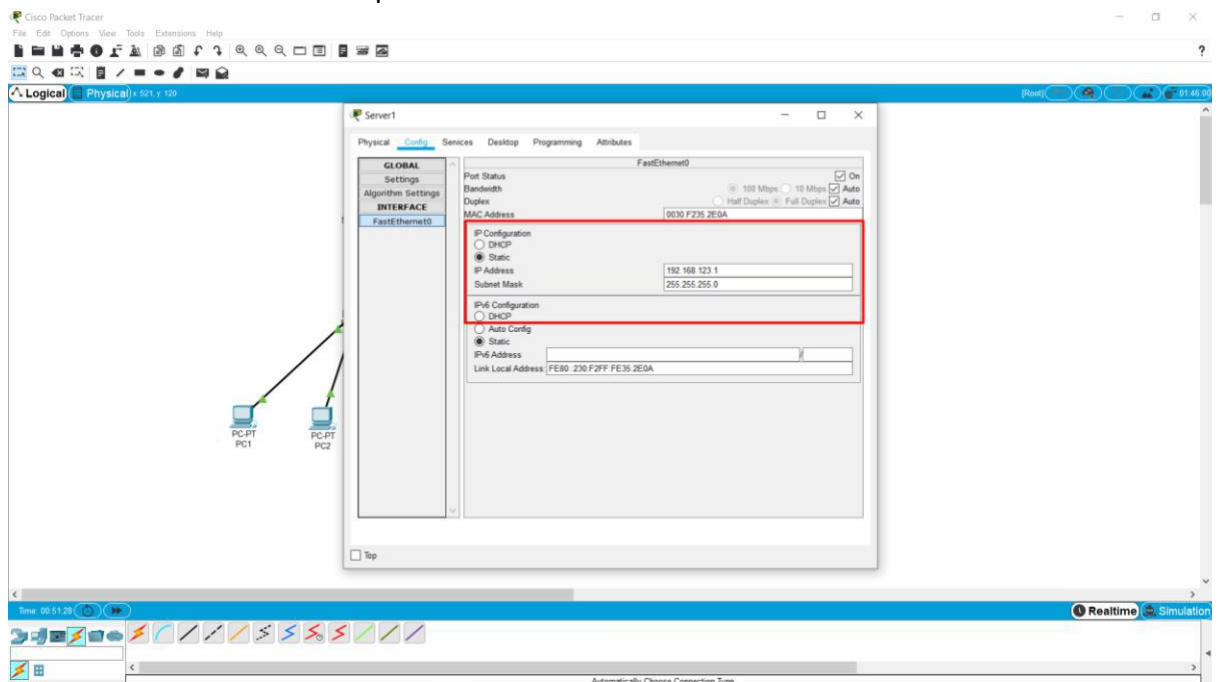 Cisco Packet Tracer
File Edit Options View Tools Extensions Help
?
Logical Physical x: 521, y: 120
[Root] 01:46:00
Server1
Physical Config Services Desktop Programming Attributes
GLOBAL
Settings
Algorithm Settings
INTERFACE
FastEthernet0
FastEthernet0
Port Status On
Bandwidth 100 Mbps 10 Mbps Auto
Duplex Half Duplex Full Duplex Auto
MAC Address 0030.F235.2E0A
IP Configuration
DHCP
Static
IP Address 192.168.123.1
Subnet Mask 255.255.255.0
IPv6 Configuration
DHCP
Auto Config
Static
IPv6 Address /
Link Local Address: FE80::230:F2FF:FE35:2E0A
PC-PT
PC1
PC-PT
PC2
Top
Time: 00:51:28
Realtime Simulation
Automatically Choose Connection Type